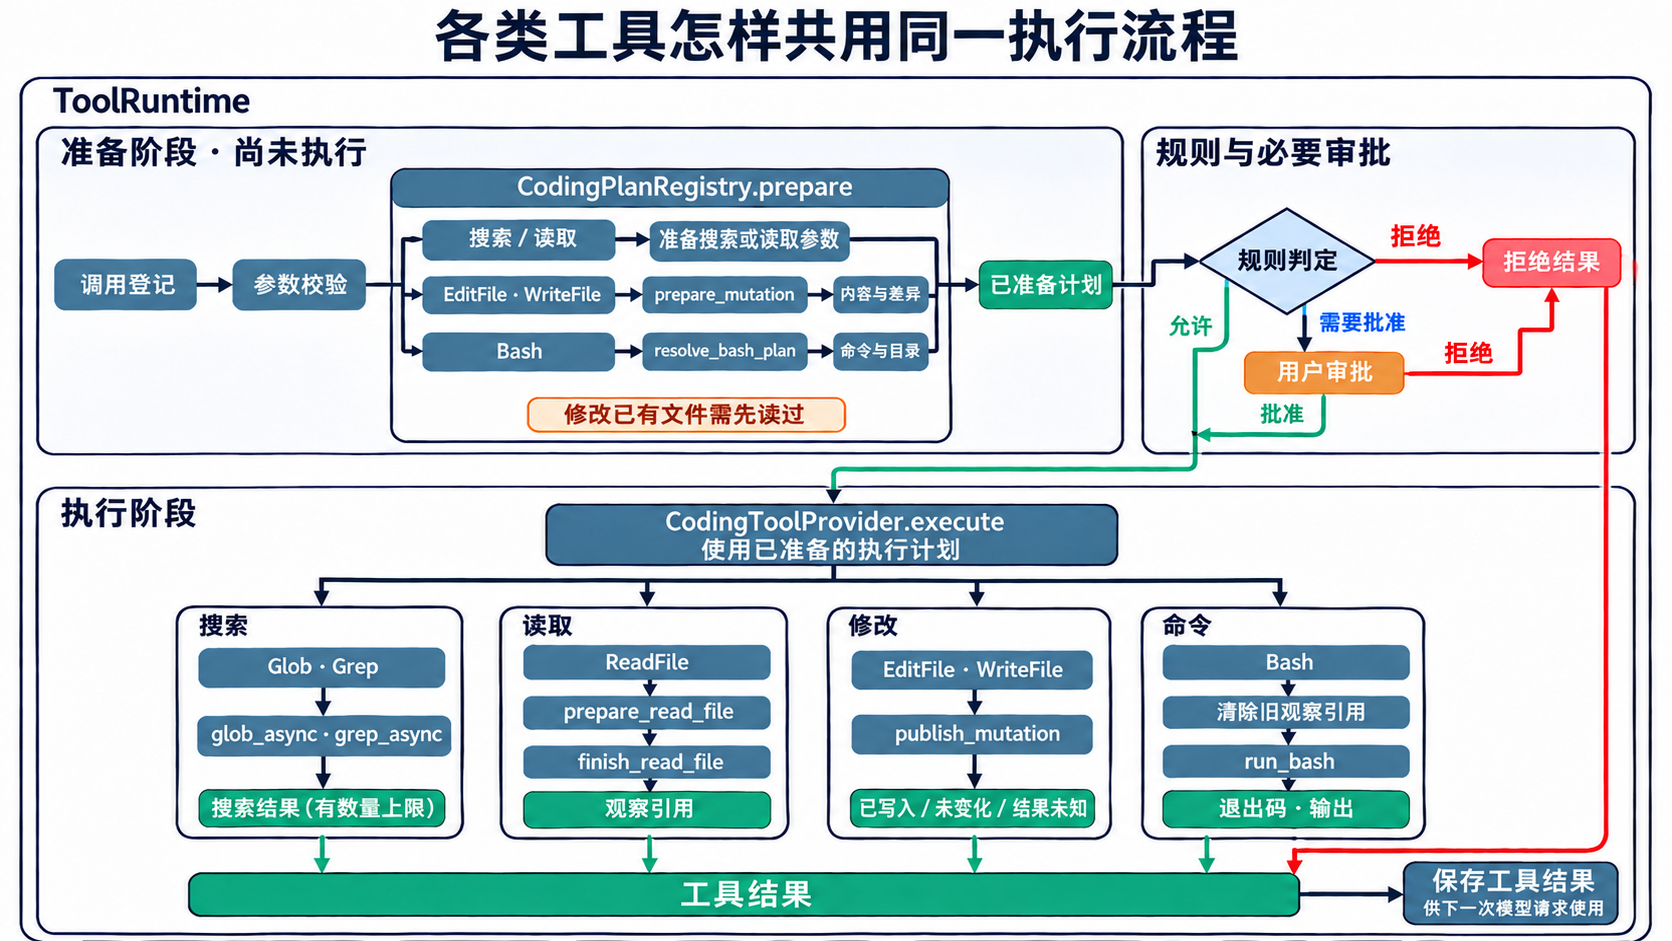 各类工具怎样共用同一执行流程
ToolRuntime
准备阶段 · 尚未执行
调用登记
参数校验
CodingPlanRegistry.prepare
搜索 / 读取
准备搜索或读取参数
EditFile · WriteFile
prepare_mutation
内容与差异
Bash
resolve_bash_plan
命令与目录
修改已有文件需先读过
已准备计划
规则与必要审批
规则判定
拒绝
拒绝结果
允许
需要批准
用户审批
拒绝
批准
执行阶段
CodingToolProvider.execute
使用已准备的执行计划
搜索
Glob · Grep
glob_async · grep_async
搜索结果 (有数量上限)
读取
ReadFile
prepare_read_file
finish_read_file
观察引用
修改
EditFile · WriteFile
publish_mutation
已写入 / 未变化 / 结果未知
命令
Bash
清除旧观察引用
run_bash
退出码 · 输出
工具结果
保存工具结果
供下一次模型请求使用